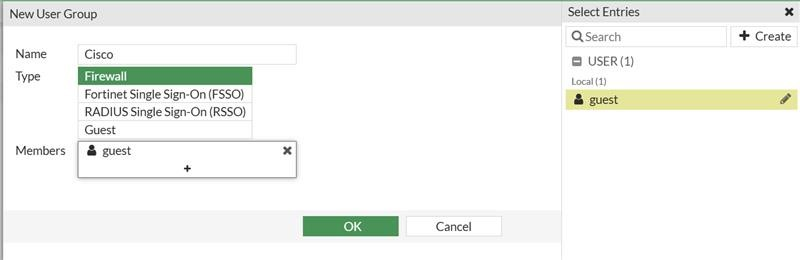 New User Group
Name Cisco
Type Firewall
Fortinet Single Sign-On (FSSO)
RADIUS Single Sign-On (RSSO)
Guest
Members guest
OK Cancel
Select Entries
Search Create
USER (1)
Local (1)
guest